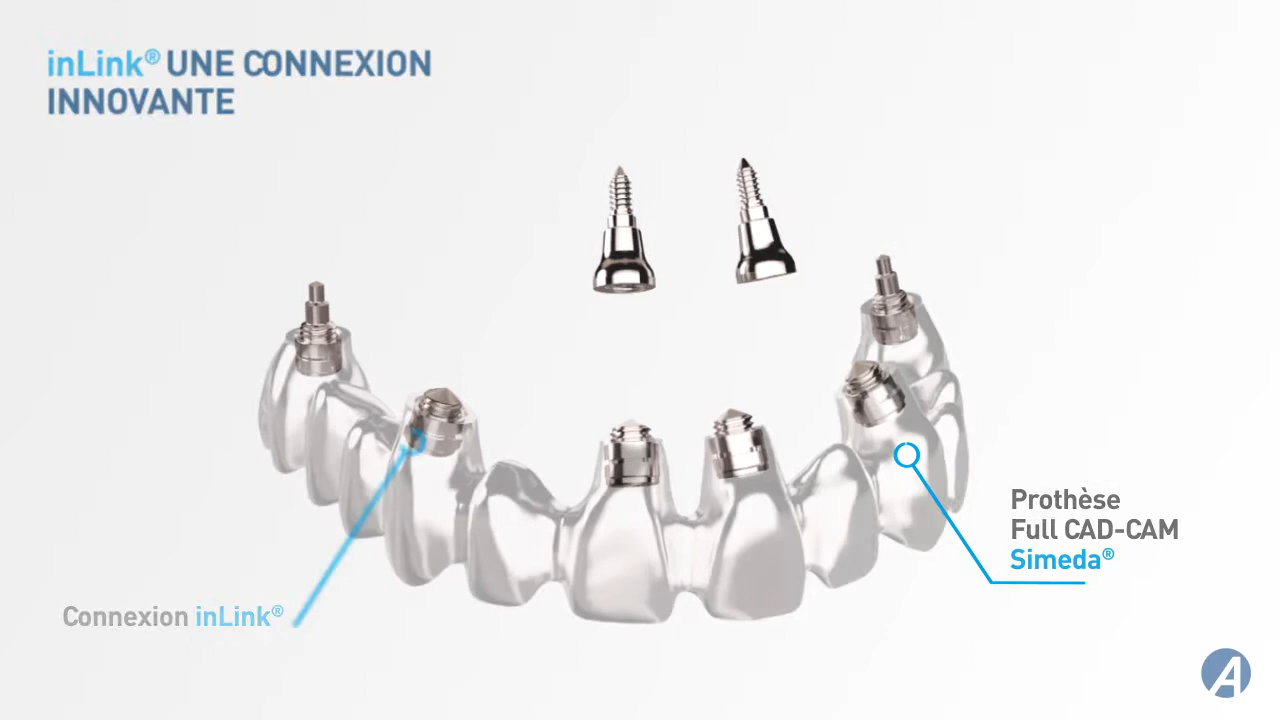 inLink® UNE CONNEXION
INNOVANTE
Prothèse
Full CAD-CAM
Simeda®
Connexion inLink®
A